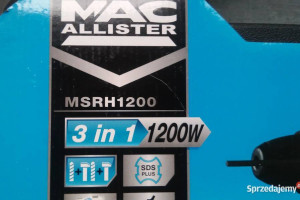 MAC
ALLISTER
MSRH1200
3 in 1 1200W
SDS
PLUS
Sprzedajemy